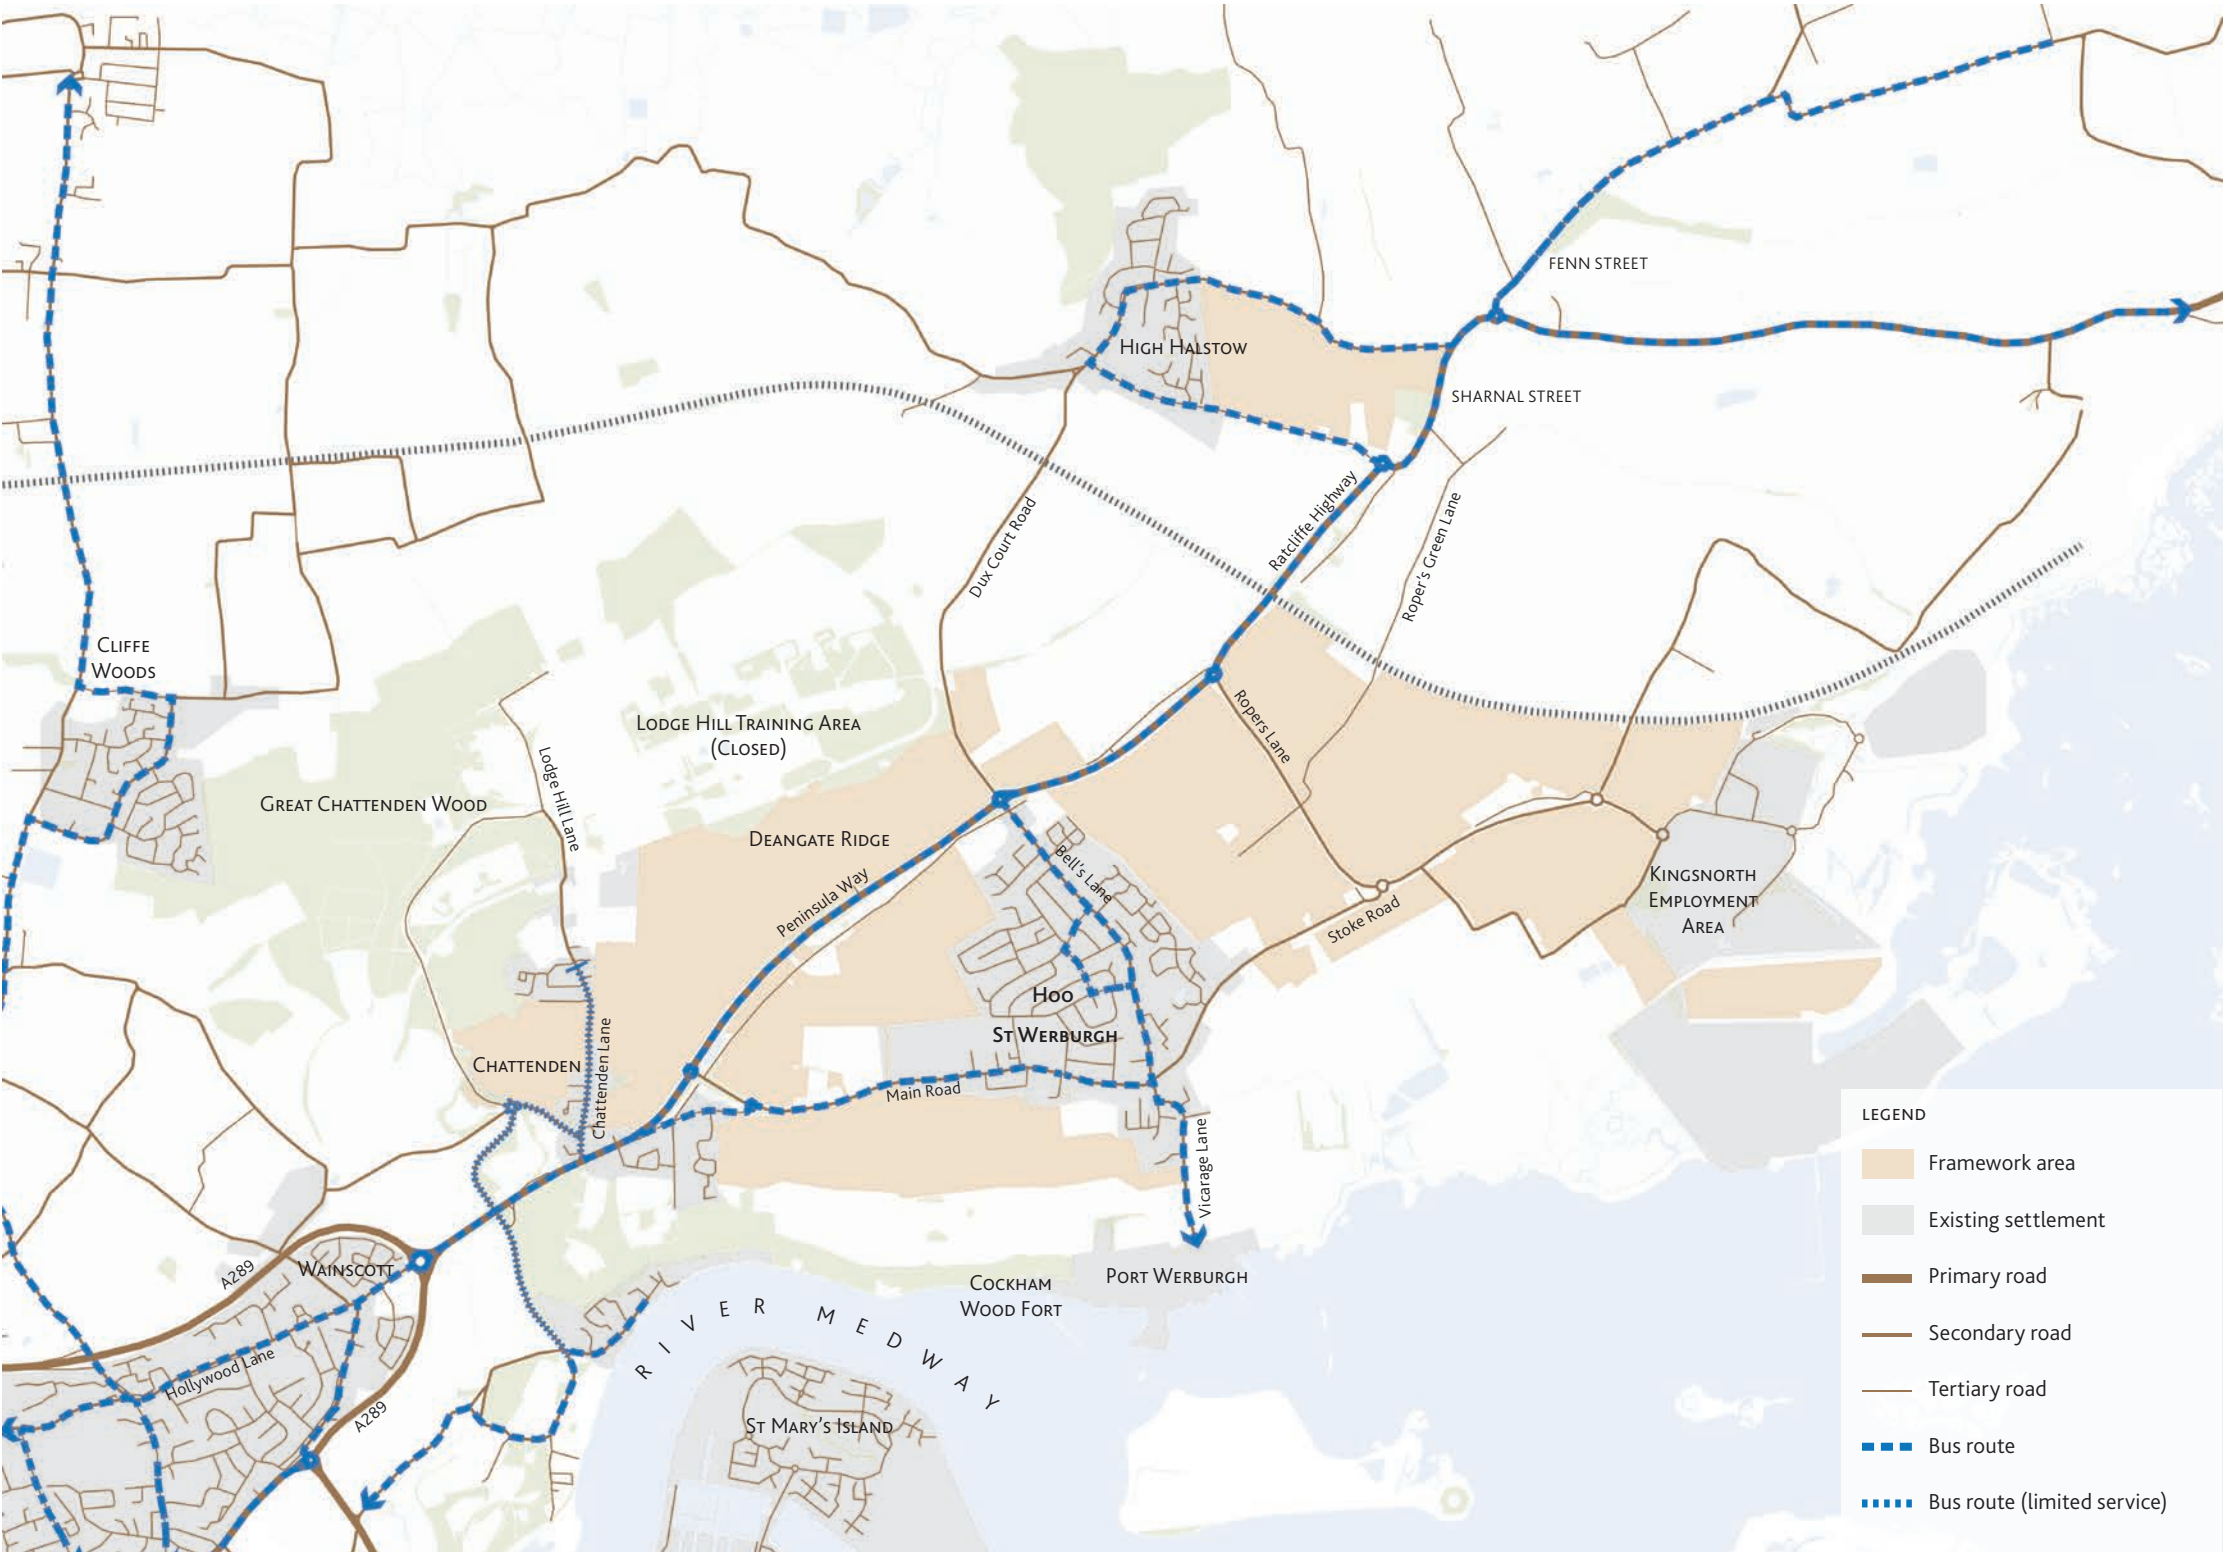 FENN STREET
HIGH HALSTOW
SHARNAL STREET
Ratcliffe Highway
Dux Court Road
Roper's Green Lane
CLIFFE
WOODS
LODGE HILL TRAINING AREA
(CLOSED)
Ropers Lane
Lodge Hill Lane
GREAT CHATTENDEN WOOD
DEANGATE RIDGE
Bell's Lane
Peninsula Way
KINGSNORTH
EMPLOYMENT
AREA
Stoke Road
HOO
ST WERBURGH
CHATTENDEN
Chattenden Lane
Main Road
Vicarage Lane
A289
WAINSCOTT
COCKHAM
WOOD FORT
PORT WERBURGH
RIVER MEDWAY
Hollywood Lane
A289
ST MARY'S ISLAND
LEGEND
Framework area
Existing settlement
Primary road
Secondary road
Tertiary road
Bus route
Bus route (limited service)